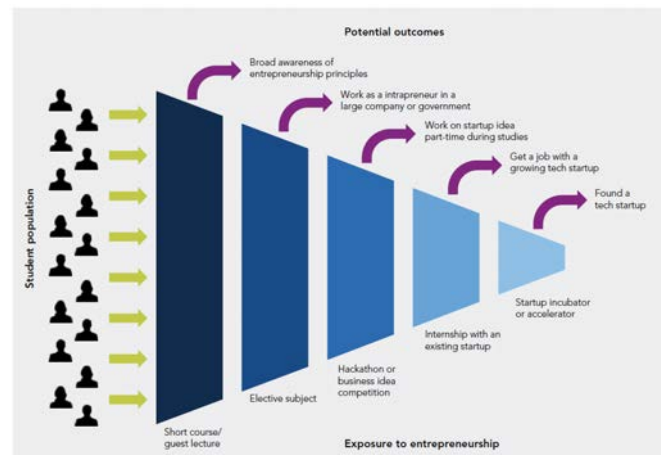 Potential outcomes
Broad awareness of
entrepreneurship principles
Work as a intrapreneur in a
large company or government
Work on startup idea
part-time during studies
Get a job with a
growing tech startup
Found a
tech startup
Student population
Startup incubator
or accelerator
Internship with an
existing startup
Hackathon or
business idea
competition
Elective subject
Short course/
guest lecture
Exposure to entrepreneurship